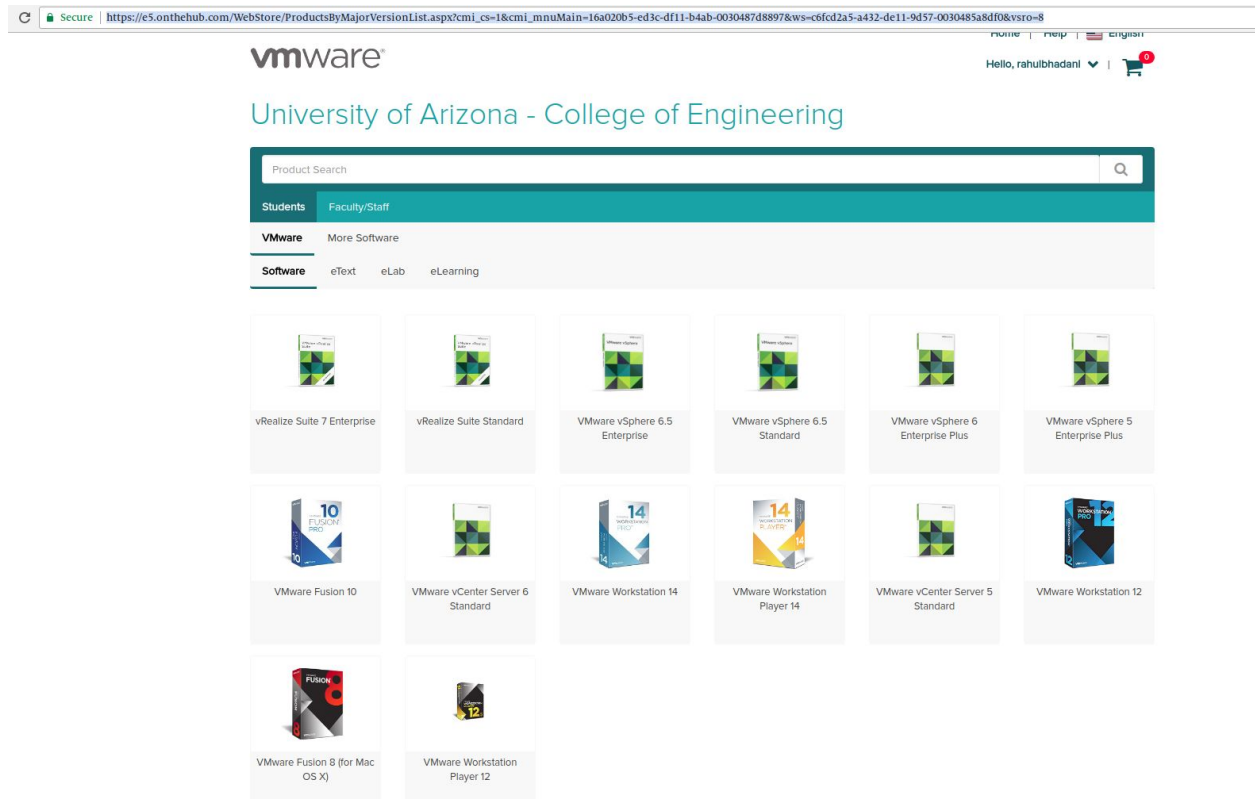 Secure
https://e5.onthehub.com/WebStore/ProductsByMajorVersionList.aspx?cmi_cs=1&cmi_mnuMain=16a020b5-ed3c-df11-b4ab-0030487d8897&ws=c6fcd2a5-a432-de11-9d57-0030485a8df0&vsro=8
Home | Help | English
vmware®
Hello, rahulbhadani | 0
University of Arizona - College of Engineering
Product Search
Students Faculty/Staff
VMware More Software
Software eText eLab eLearning
vRealize Suite 7 Enterprise
vRealize Suite Standard
VMware vSphere 6.5
Enterprise
VMware vSphere 6.5
Standard
VMware vSphere 6
Enterprise Plus
VMware vSphere 5
Enterprise Plus
10
FUSION
PRO
10
14
WORKSTATION
PRO
14
14
WORKSTATION
PLAYER
14
WORKSTATION
PRO 12
VMware Fusion 10
VMware vCenter Server 6
Standard
VMware Workstation 14
VMware Workstation
Player 14
VMware vCenter Server 5
Standard
VMware Workstation 12
FUSION
8
12
VMware Fusion 8 (for Mac
OS X)
VMware Workstation
Player 12